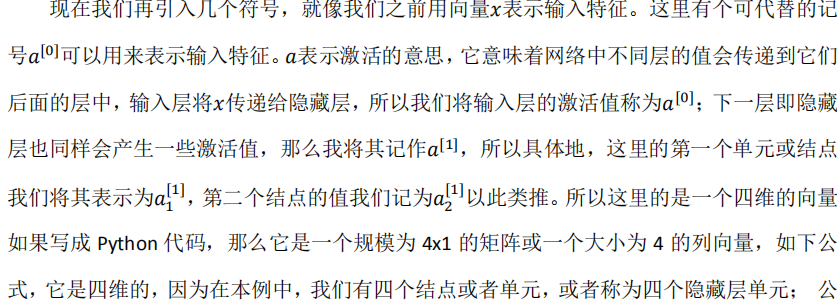 现在我们再引入几个符号，就像我们之前用向量x表示输入特征。这里有个可代替的记
号a^[0]可以用来表示输入特征。a表示激活的意思，它意味着网络中不同层的值会传递到它们
后面的层中，输入层将x传递给隐藏层，所以我们将输入层的激活值称为a^[0]；下一层即隐藏
层也同样会产生一些激活值，那么我将其记作a^[1]，所以具体地，这里的第一个单元或结点
我们将其表示为a_1^[1]，第二个结点的值我们记为a_2^[1]以此类推。所以这里的是一个四维的向量
如果写成 Python 代码，那么它是一个规模为 4x1 的矩阵或一个大小为 4 的列向量，如下公
式，它是四维的，因为在本例中，我们有四个结点或者单元，或者称为四个隐藏层单元； 公